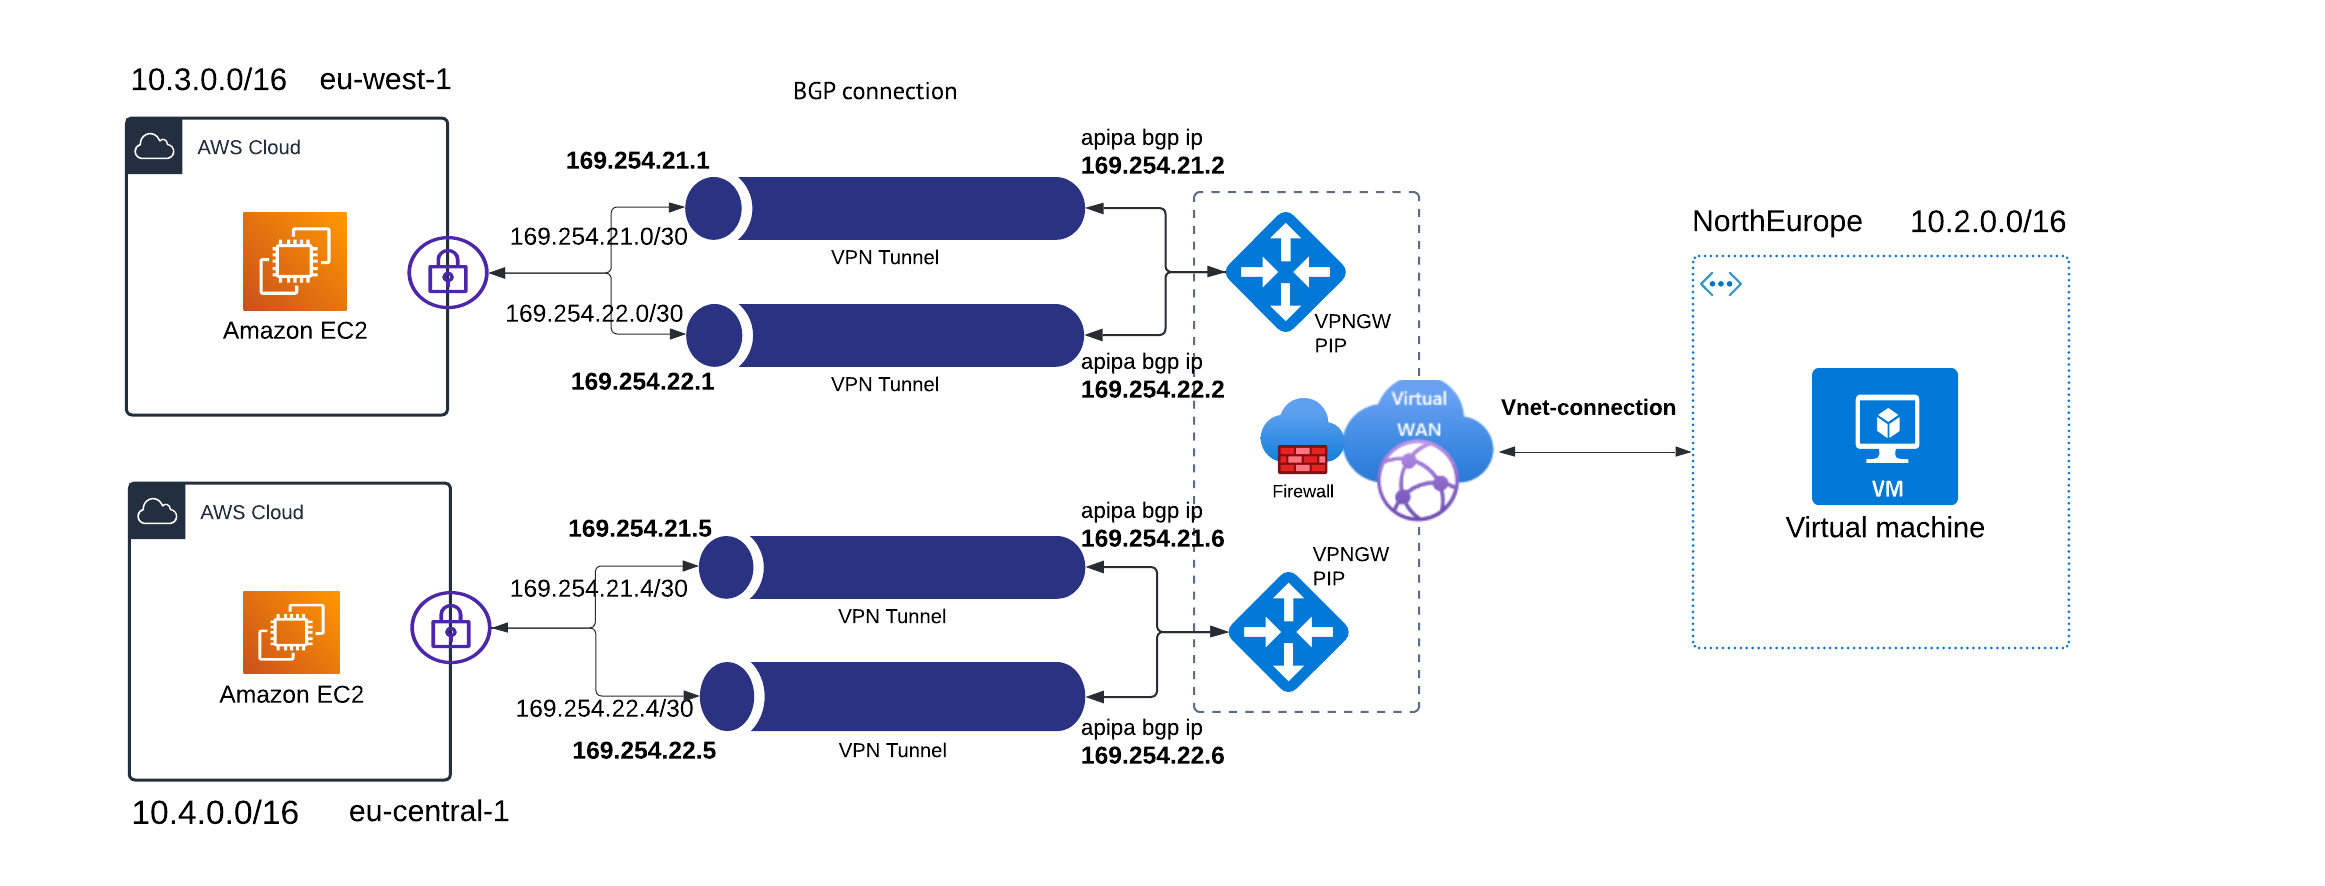 10.3.0.0/16 eu-west-1
BGP connection
AWS Cloud
Amazon EC2
169.254.21.1
169.254.21.0/30
169.254.22.0/30
169.254.22.1
VPN Tunnel
VPN Tunnel
apipa bgp ip
169.254.21.2
apipa bgp ip
169.254.22.2
VPNGW
PIP
Firewall
Virtual
WAN
Vnet-connection
NorthEurope 10.2.0.0/16
VM
Virtual machine
AWS Cloud
Amazon EC2
169.254.21.5
169.254.21.4/30
169.254.22.4/30
169.254.22.5
VPN Tunnel
VPN Tunnel
apipa bgp ip
169.254.21.6
apipa bgp ip
169.254.22.6
VPNGW
PIP
10.4.0.0/16 eu-central-1